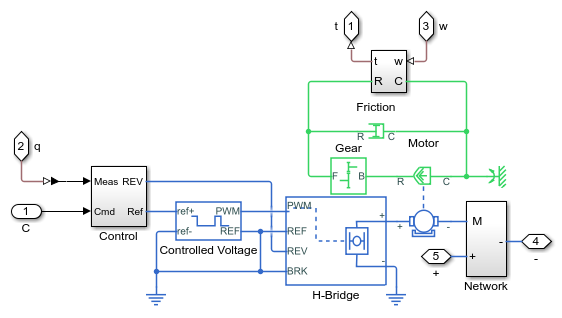 t 1 3 w
t w
R C
Friction
R C
Motor
Gear
F B R C
2 q
Meas REV
Cmd Ref
1
C
Control
ref+ PWM
ref- REF
Controlled Voltage
PWM
REF
REV
BRK
+
-
H-Bridge
+ -
M
-
+
Network
5
+
4
-